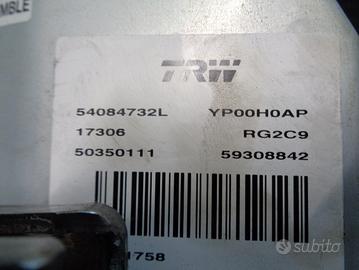 MBLE
TRW
54084732L YP00H0AP
17306 RG2C9
50350111 59308842
1758
subito